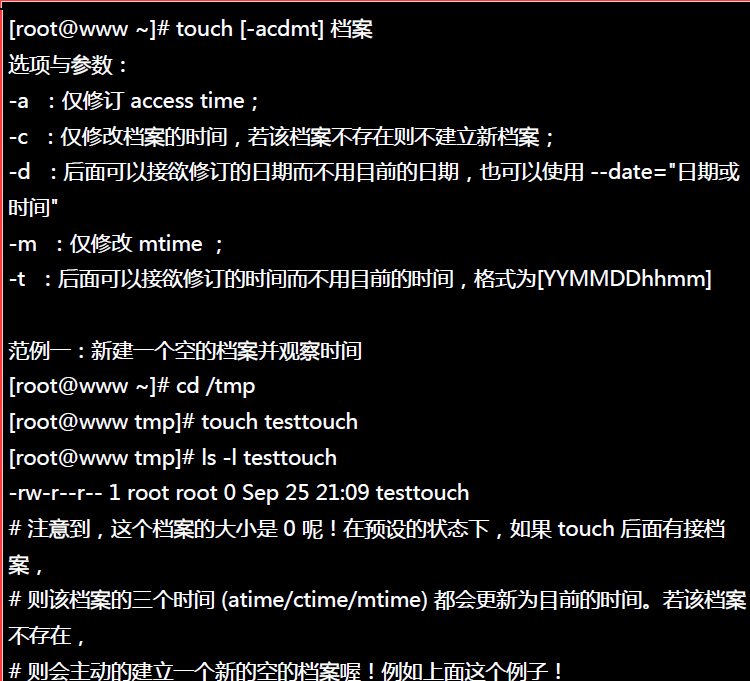 [root@www ~]# touch [-acdmt] 档案
选项与参数：
-a ：仅修订 access time；
-c ：仅修改档案的时间，若该档案不存在则不建立新档案；
-d ：后面可以接欲修订的日期而不用目前的日期，也可以使用 --date="日期或
时间"
-m ：仅修改 mtime ；
-t ：后面可以接欲修订的时间而不用目前的时间，格式为[YYMMDDhhmm]
范例一：新建一个空的档案并观察时间
[root@www ~]# cd /tmp
[root@www tmp]# touch testtouch
[root@www tmp]# ls -l testtouch
-rw-r--r-- 1 root root 0 Sep 25 21:09 testtouch
# 注意到，这个档案的大小是 0 呢！在预设的状态下，如果 touch 后面有接档
案，
# 则该档案的三个时间 (atime/ctime/mtime) 都会更新为目前的时间。若该档案
不存在，
# 则会主动的建立一个新的空的档案喔！例如上面这个例子！